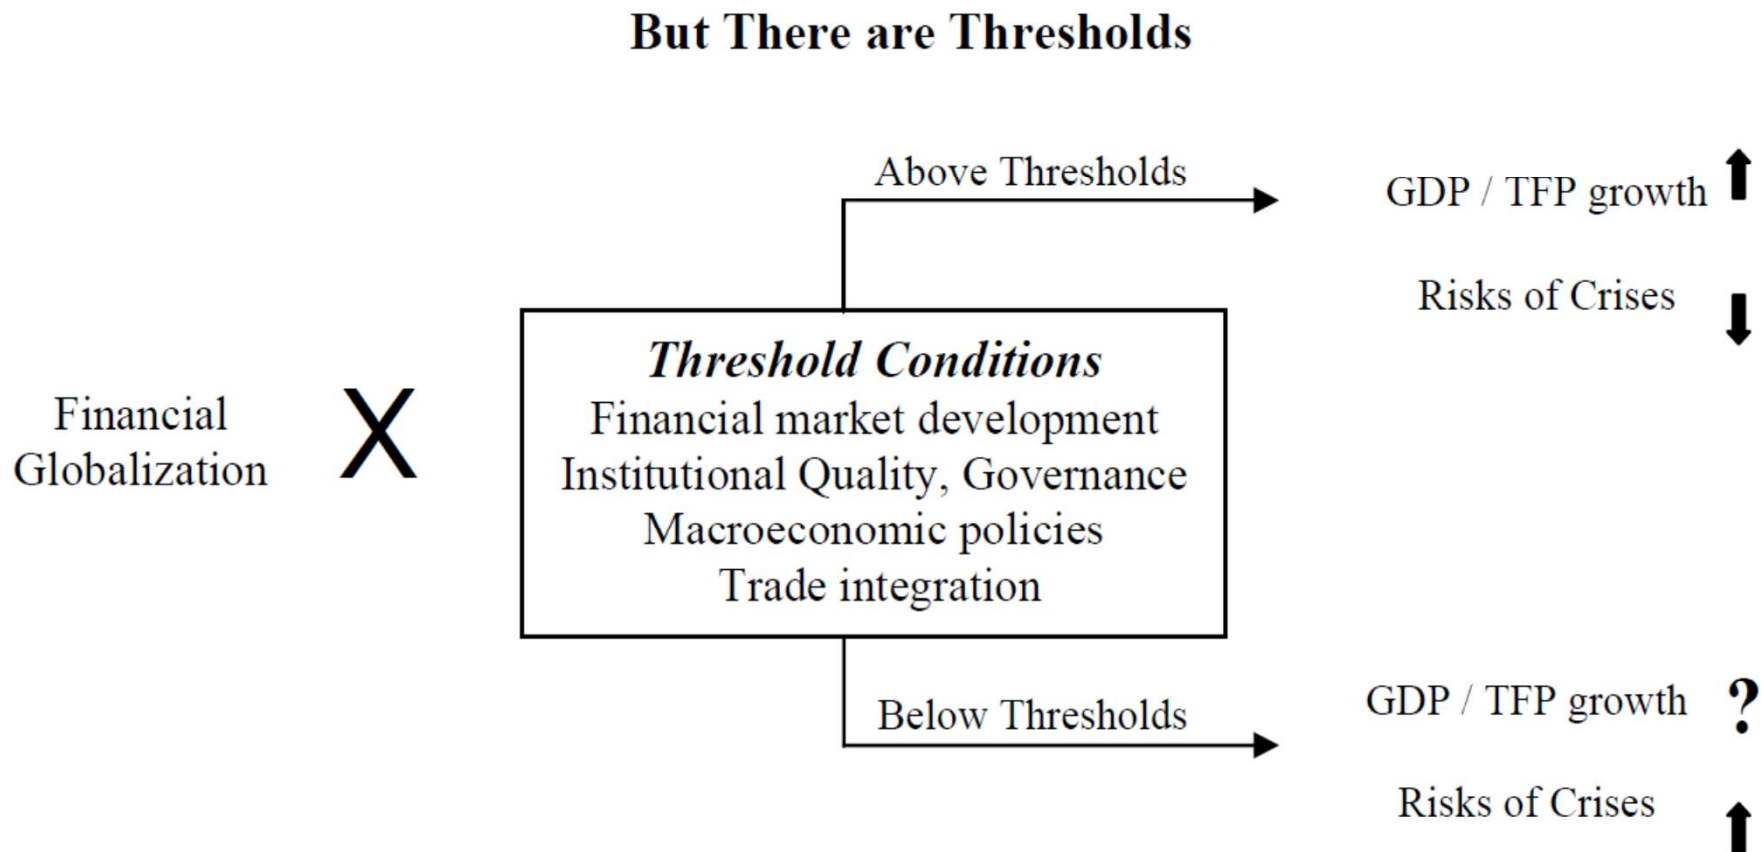 But There are Thresholds
Above Thresholds
GDP / TFP growth
Risks of Crises
Financial
Globalization
X
Threshold Conditions
Financial market development
Institutional Quality, Governance
Macroeconomic policies
Trade integration
Below Thresholds
GDP / TFP growth ?
Risks of Crises